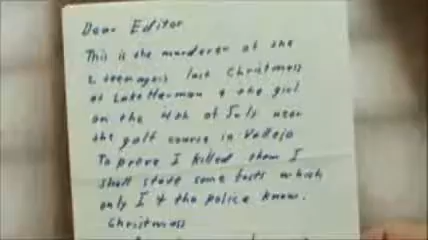 Dear Editor
This is the murderer of the
2 teenagers last Christmass
at Lake Herman & the girl
on the 4th of July near
the golf course in Vallejo
To prove I killed them I
shall state some facts which
only I & the police know.
Christmass